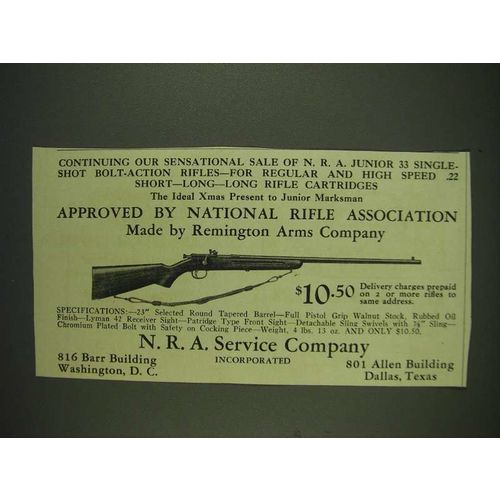 CONTINUING OUR SENSATIONAL SALE OF N. R. A. JUNIOR 33 SINGLE-
SHOT BOLT-ACTION RIFLES—FOR REGULAR AND HIGH SPEED .22
SHORT—LONG—LONG RIFLE CARTRIDGES
The Ideal Xmas Present to Junior Marksman
APPROVED BY NATIONAL RIFLE ASSOCIATION
Made by Remington Arms Company
$10.50
Delivery charges prepaid
on 2 or more rifles to
same address.
SPECIFICATIONS:—23" Selected Round Tapered Barrel—Full Pistol Grip Walnut Stock, Rubbed Oil
Finish—Lyman 42 Receiver Sight—Patridge Type Front Sight—Detachable Sling Swivels with ⅞" Sling—
Chromium Plated Bolt with Safety on Cocking Piece—Weight, 4 lbs. 13 oz. AND ONLY $10.50.
N. R. A. Service Company
INCORPORATED
816 Barr Building
Washington, D. C.
801 Allen Building
Dallas, Texas